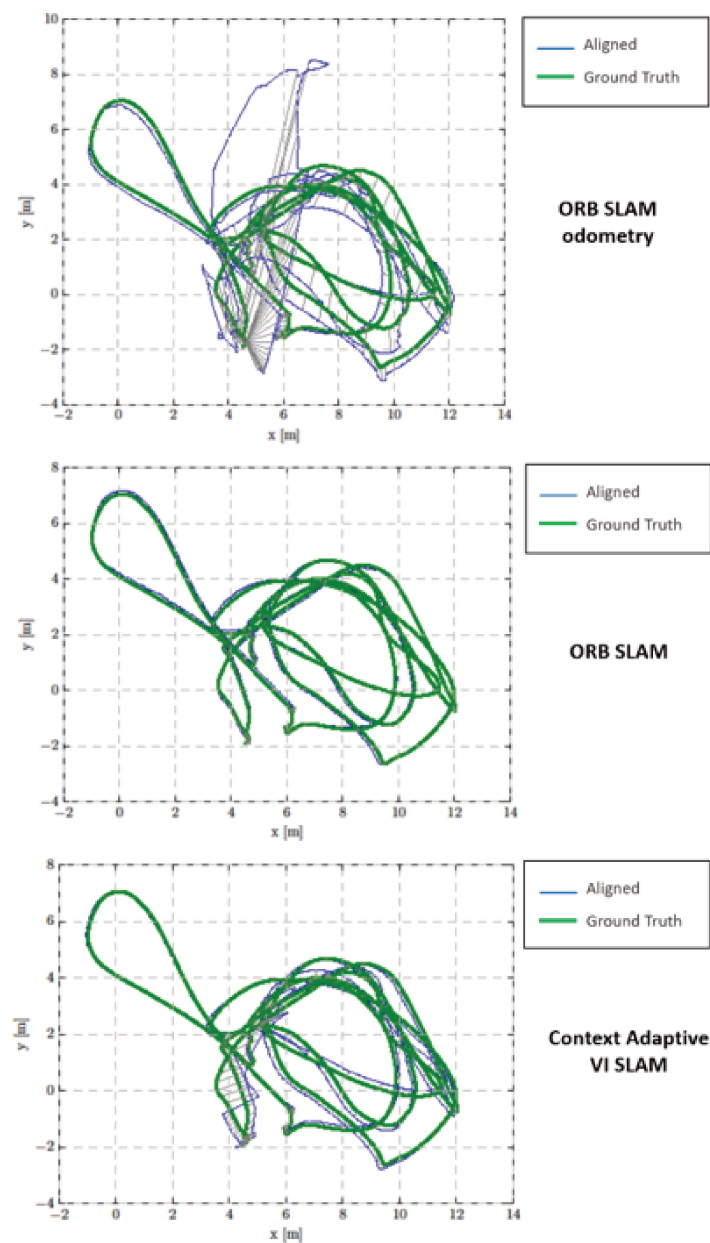 10
8
6
4
2
0
−2
−4
y [m]
−2 0 2 4 6 8 10 12 14
x [m]
Aligned
Ground Truth
ORB SLAM
odometry
8
6
4
2
0
−2
−4
y [m]
−2 0 2 4 6 8 10 12 14
x [m]
Aligned
Ground Truth
ORB SLAM
8
6
4
2
0
−2
−4
y [m]
−2 0 2 4 6 8 10 12 14
x [m]
Aligned
Ground Truth
Context Adaptive
VI SLAM